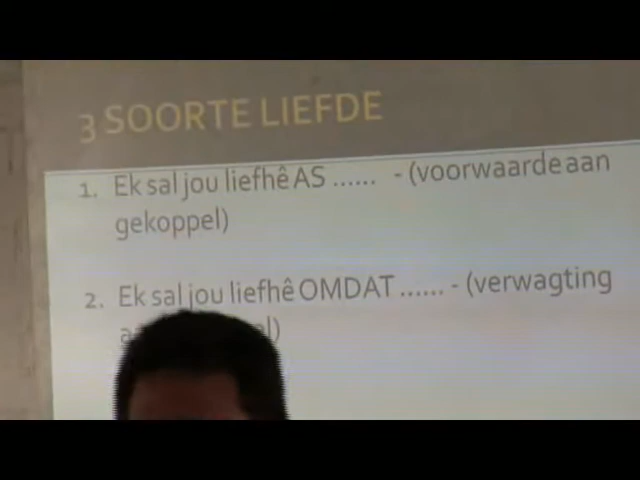 3 SOORTE LIEFDE
1. Ek sal jou liefhê AS ...... - (voorwaarde aan
gekoppel)
2. Ek sal jou liefhê OMDAT ...... - (verwagting